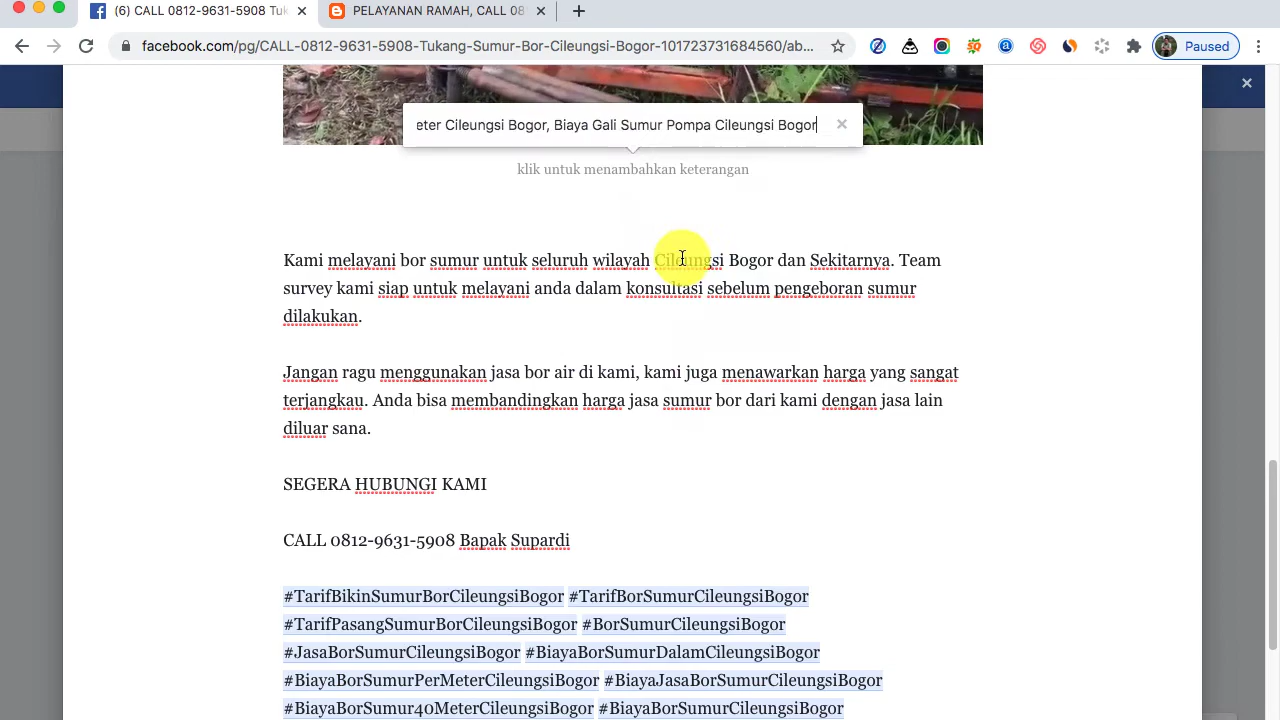 (6) CALL 0812-9631-5908 Tuk
PELAYANAN RAMAH, CALL 08
facebook.com/pg/CALL-0812-9631-5908-Tukang-Sumur-Bor-Cileungsi-Bogor-101723731684560/ab...
Paused
eter Cileungsi Bogor, Biaya Gali Sumur Pompa Cileungsi Bogor
klik untuk menambahkan keterangan
Kami melayani bor sumur untuk seluruh wilayah Cileungsi Bogor dan Sekitarnya. Team
survey kami siap untuk melayani anda dalam konsultasi sebelum pengeboran sumur
dilakukan.
Jangan ragu menggunakan jasa bor air di kami, kami juga menawarkan harga yang sangat
terjangkau. Anda bisa membandingkan harga jasa sumur bor dari kami dengan jasa lain
diluar sana.
SEGERA HUBUNGI KAMI
CALL 0812-9631-5908 Bapak Supardi
#TarifBikinSumurBorCileungsiBogor #TarifBorSumurCileungsiBogor
#TarifPasangSumurBorCileungsiBogor #BorSumurCileungsiBogor
#JasaBorSumurCileungsiBogor #BiayaBorSumurDalamCileungsiBogor
#BiayaBorSumurPerMeterCileungsiBogor #BiayaJasaBorSumurCileungsiBogor
#BiayaBorSumur40MeterCileungsiBogor #BiayaBorSumurCileungsiBogor